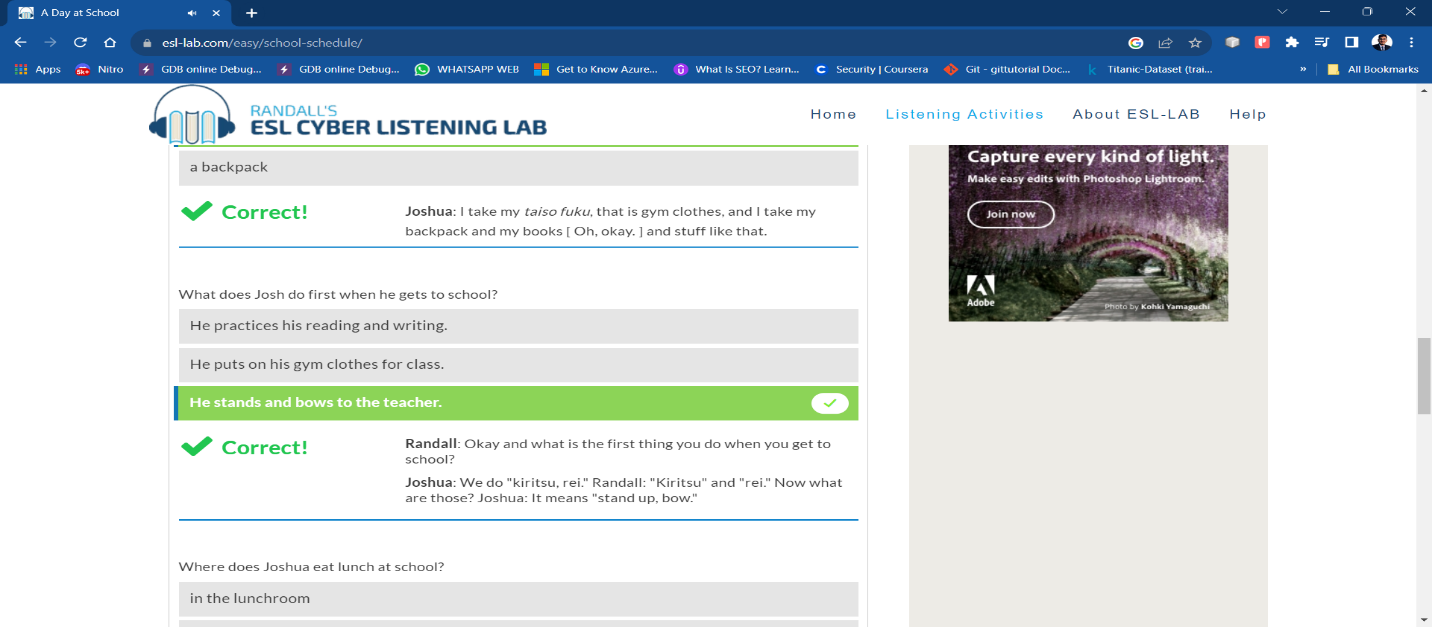 A Day at School
esl-lab.com/easy/school-schedule/
Apps
Nitro
GDB online Debug...
GDB online Debug...
WHATSAPP WEB
Get to Know Azure...
What Is SEO? Learn...
Security | Coursera
Git - gittutorial Doc...
Titanic-Dataset (trai...
»
All Bookmarks
RANDALL'S
ESL CYBER LISTENING LAB
Home
Listening Activities
About ESL-LAB
Help
a backpack
Correct!
Joshua: I take my taiso fuku, that is gym clothes, and I take my
backpack and my books [ Oh, okay. ] and stuff like that.
What does Josh do first when he gets to school?
He practices his reading and writing.
He puts on his gym clothes for class.
He stands and bows to the teacher.
Correct!
Randall: Okay and what is the first thing you do when you get to
school?
Joshua: We do "kiritsu, rei." Randall: "Kiritsu" and "rei." Now what
are those? Joshua: It means "stand up, bow."
Where does Joshua eat lunch at school?
in the lunchroom
Capture every kind of light.
Make easy edits with Photoshop Lightroom.
Join now
Adobe
Photo by Kohki Yamaguchi